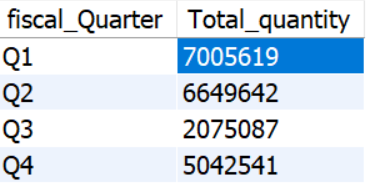 fiscal_Quarter Total_quantity
Q1 7005619
Q2 6649642
Q3 2075087
Q4 5042541